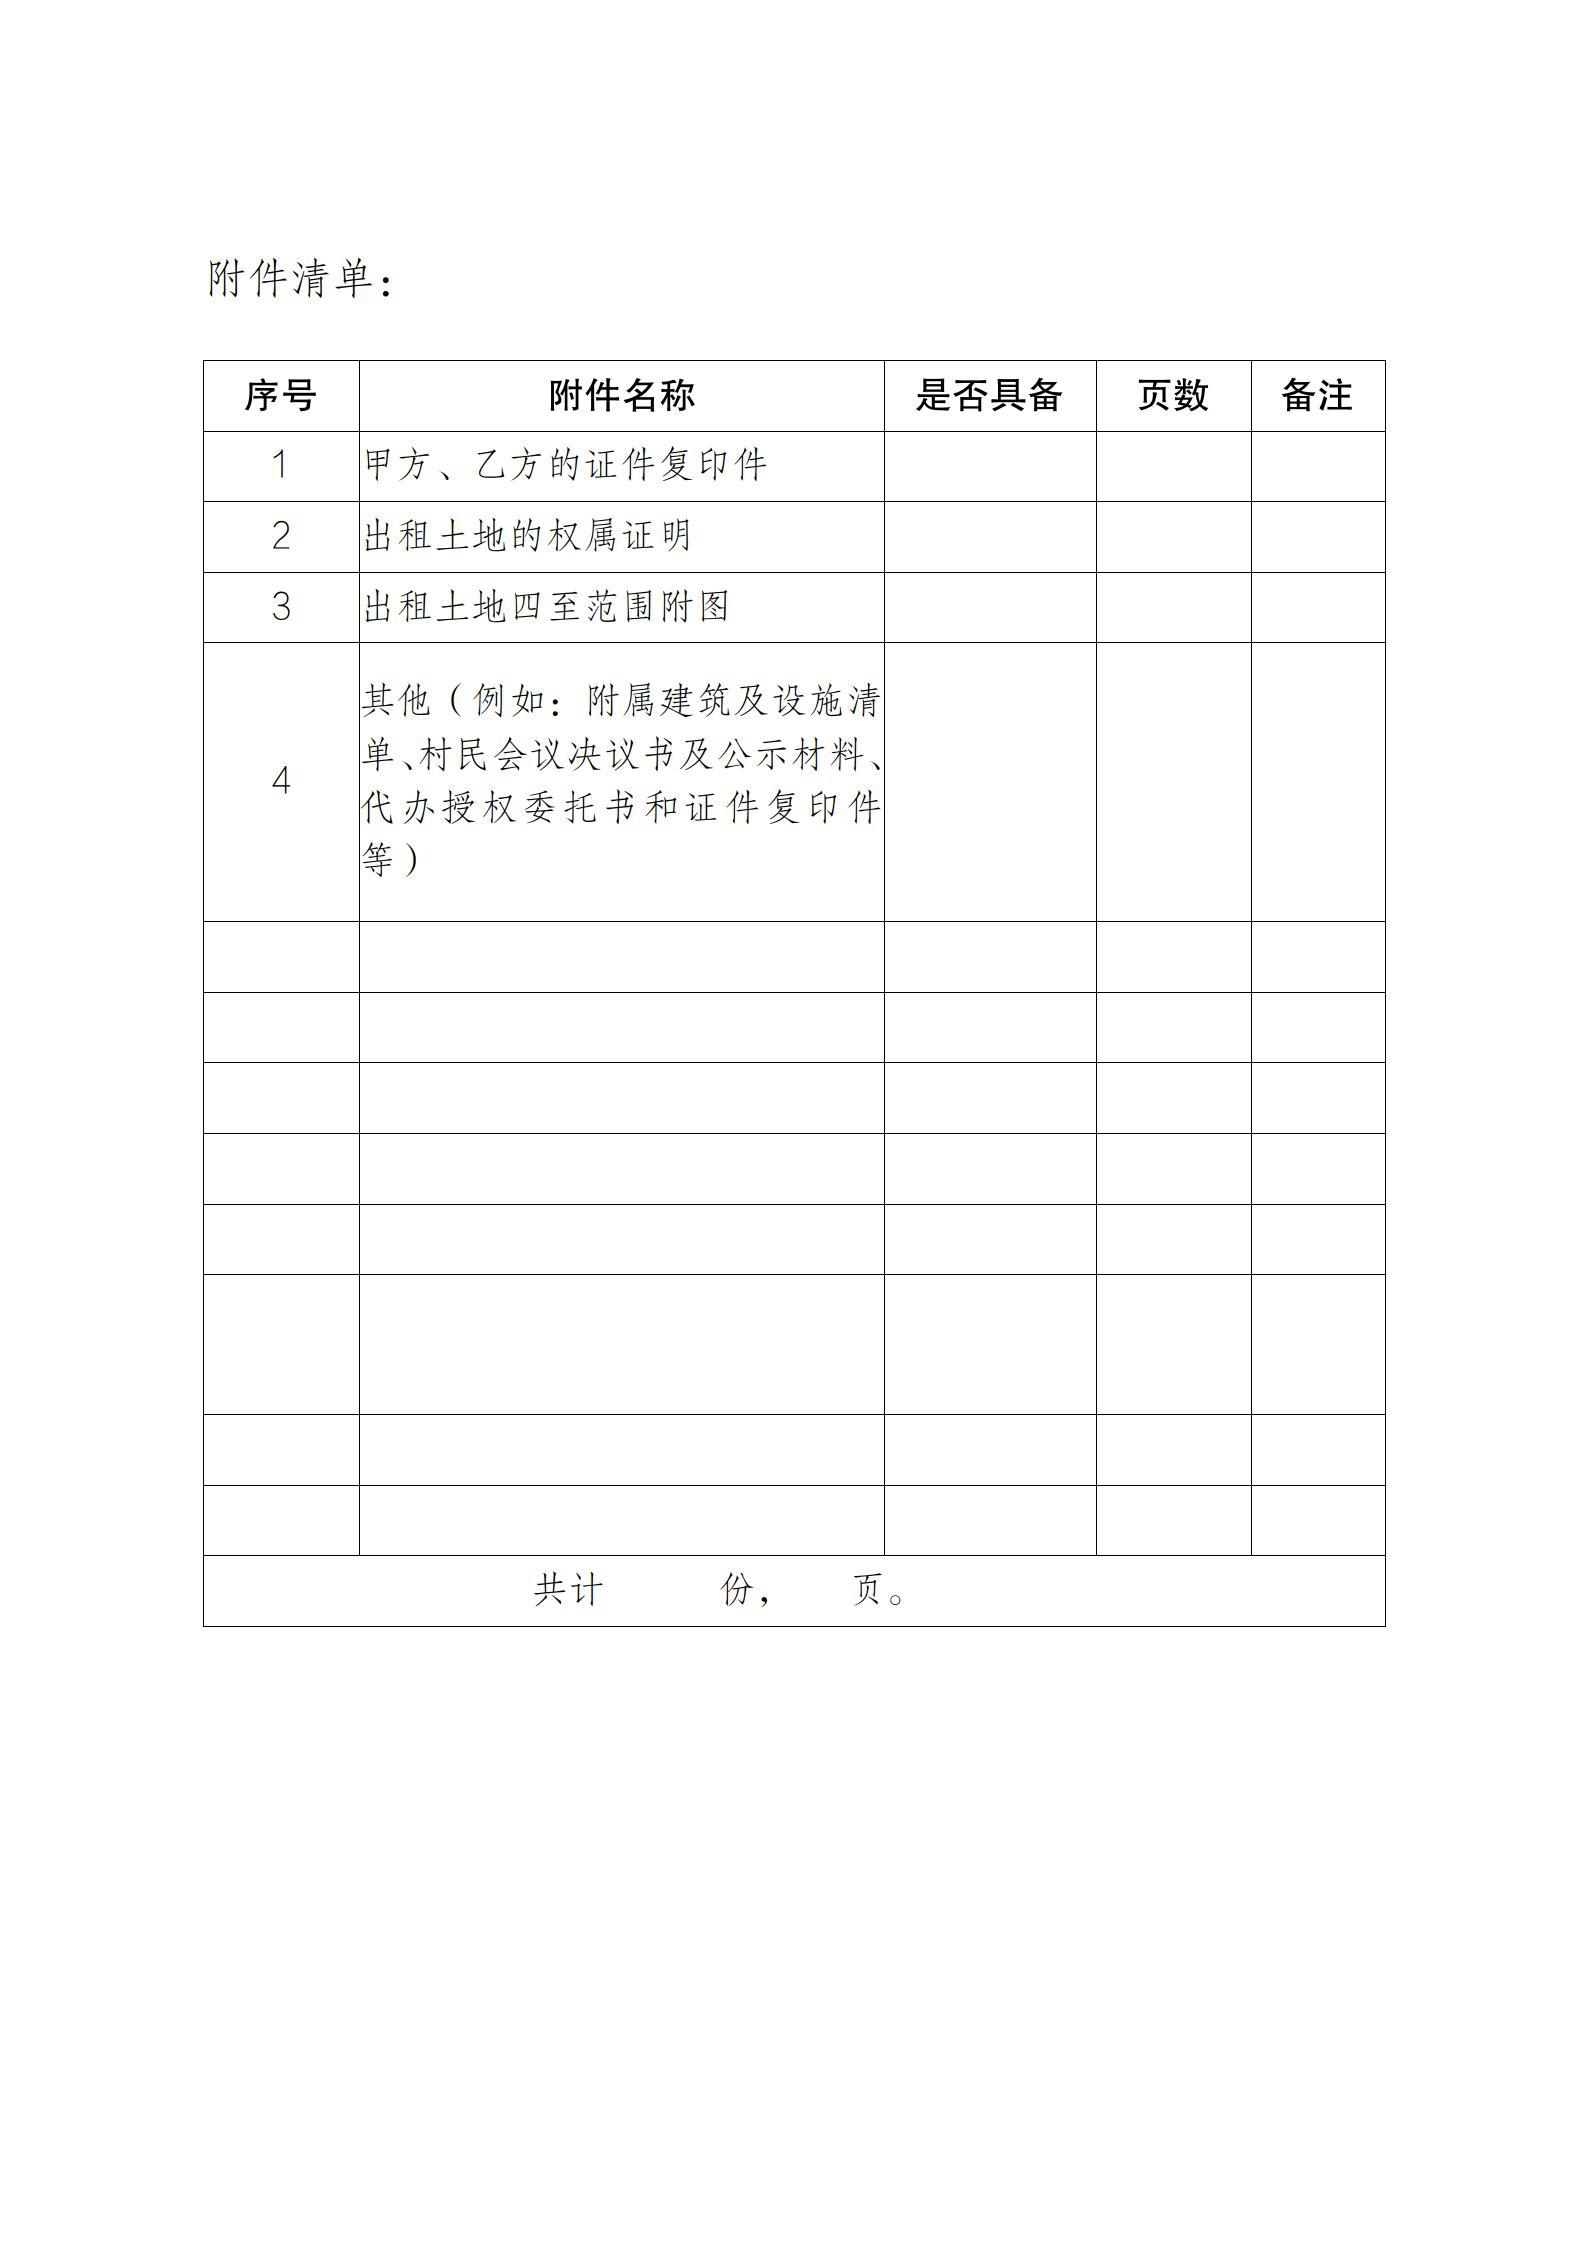 附件清单：
序号 附件名称 是否具备 页数 备注
1 甲方、乙方的证件复印件
2 出租土地的权属证明
3 出租土地四至范围附图
4 其他（例如：附属建筑及设施清
单、村民会议决议书及公示材料、
代办授权委托书和证件复印件
等）
共计 份， 页。